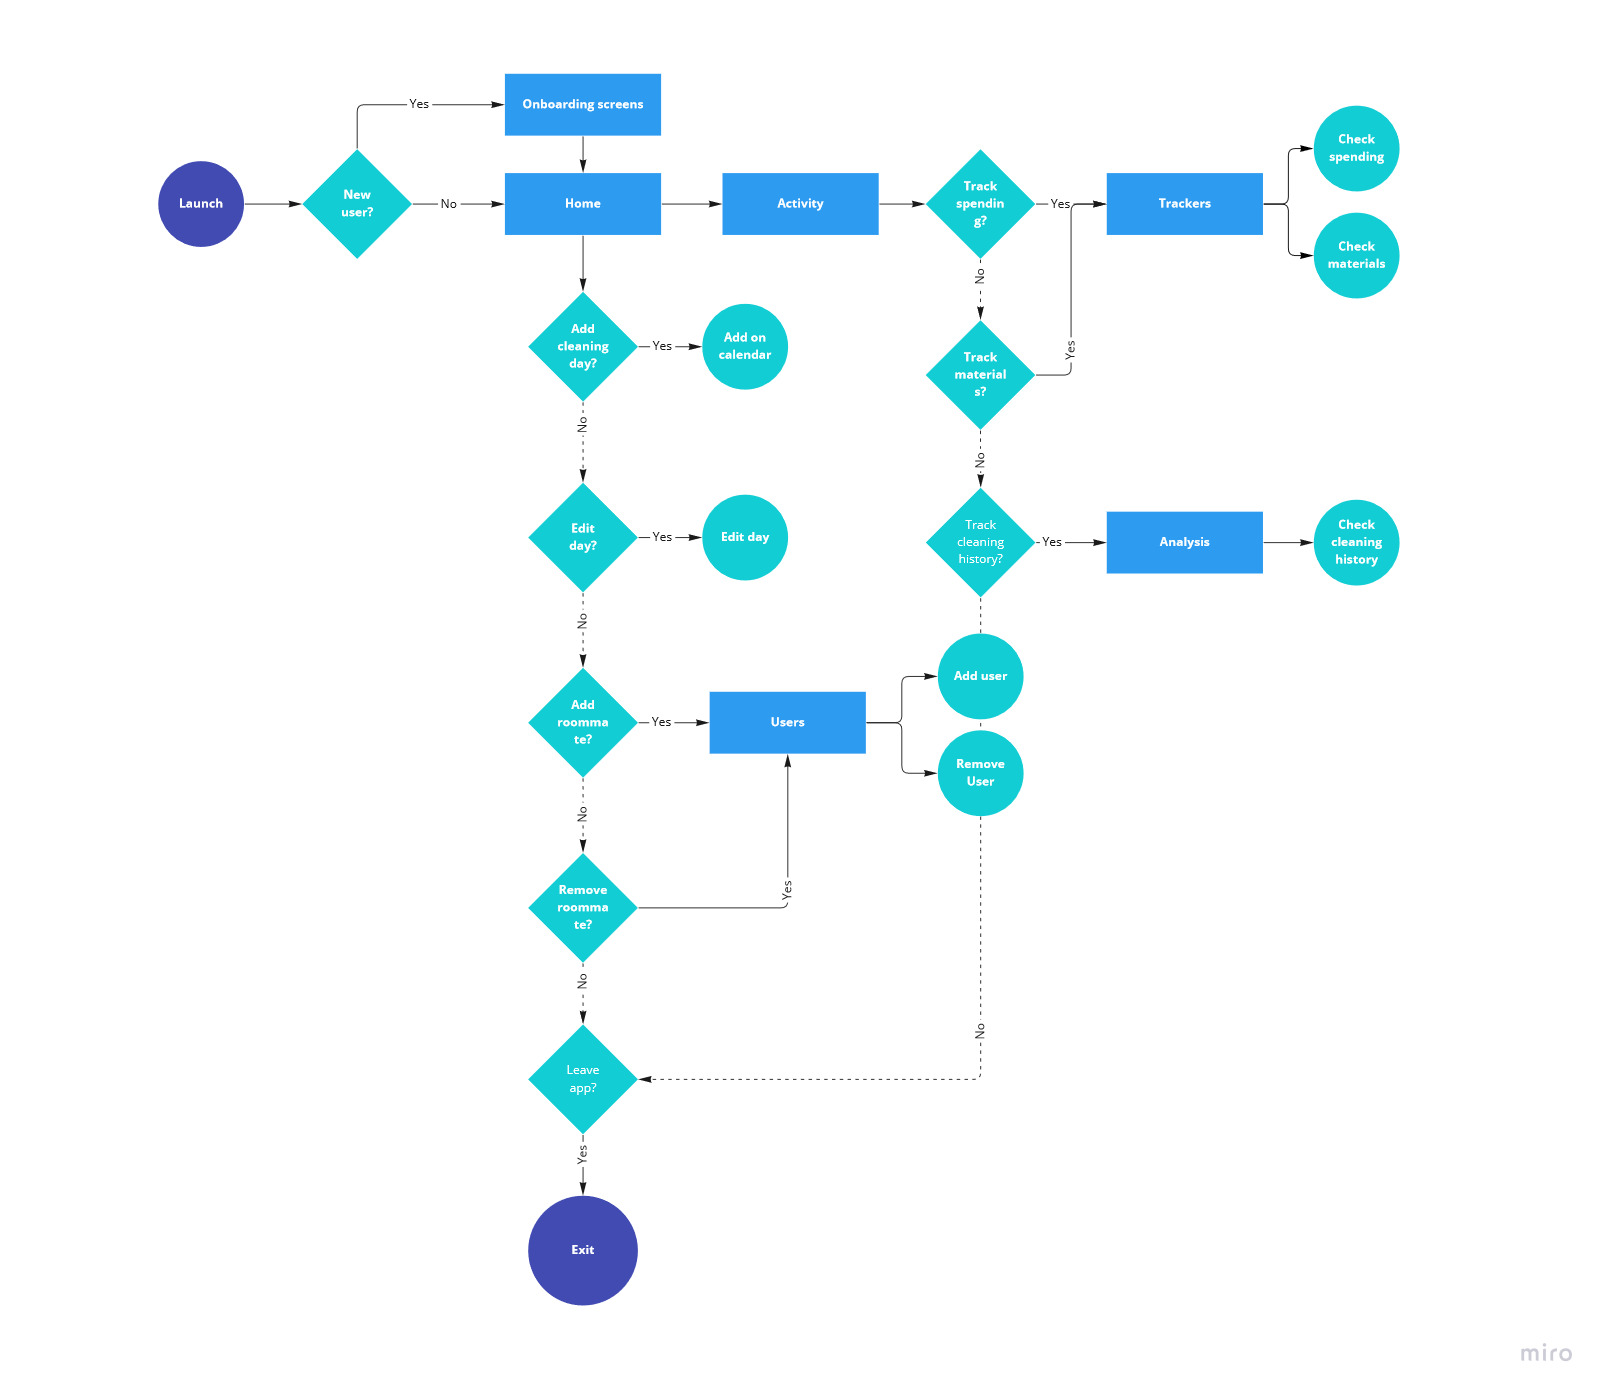 Onboarding screens
Yes
Launch
New
user?
No
Home
Activity
Track
spendin
g?
Yes
Trackers
Check
spending
Check
materials
No
Add
cleaning
day?
Yes
Add on
calendar
Track
material
s?
Yes
No
No
Edit
day?
Yes
Edit day
Track
cleaning
history?
Yes
Analysis
Check
cleaning
history
No
Add
roomma
te?
Yes
Users
Add user
Remove
User
No
Remove
roomma
te?
Yes
No
No
Leave
app?
Yes
Exit
miro